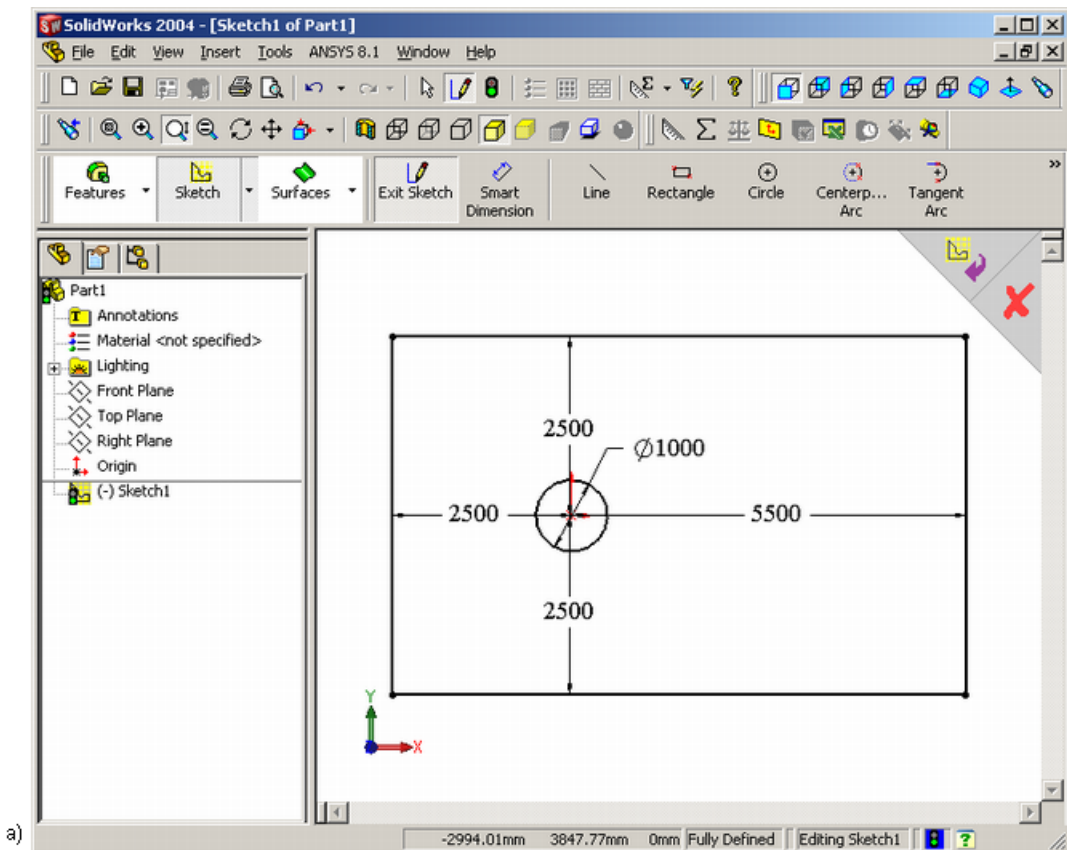 SolidWorks 2004 - [Sketch1 of Part1]
File Edit View Insert Tools ANSYS 8.1 Window Help
Features Sketch Surfaces Exit Sketch Smart Dimension Line Rectangle Circle Centerp... Arc Tangent Arc
Part1
Annotations
Material <not specified>
Lighting
Front Plane
Top Plane
Right Plane
Origin
(-) Sketch1
2500
Ø1000
2500
5500
2500
Y
X
a)
-2994.01mm 3847.77mm 0mm Fully Defined Editing Sketch1